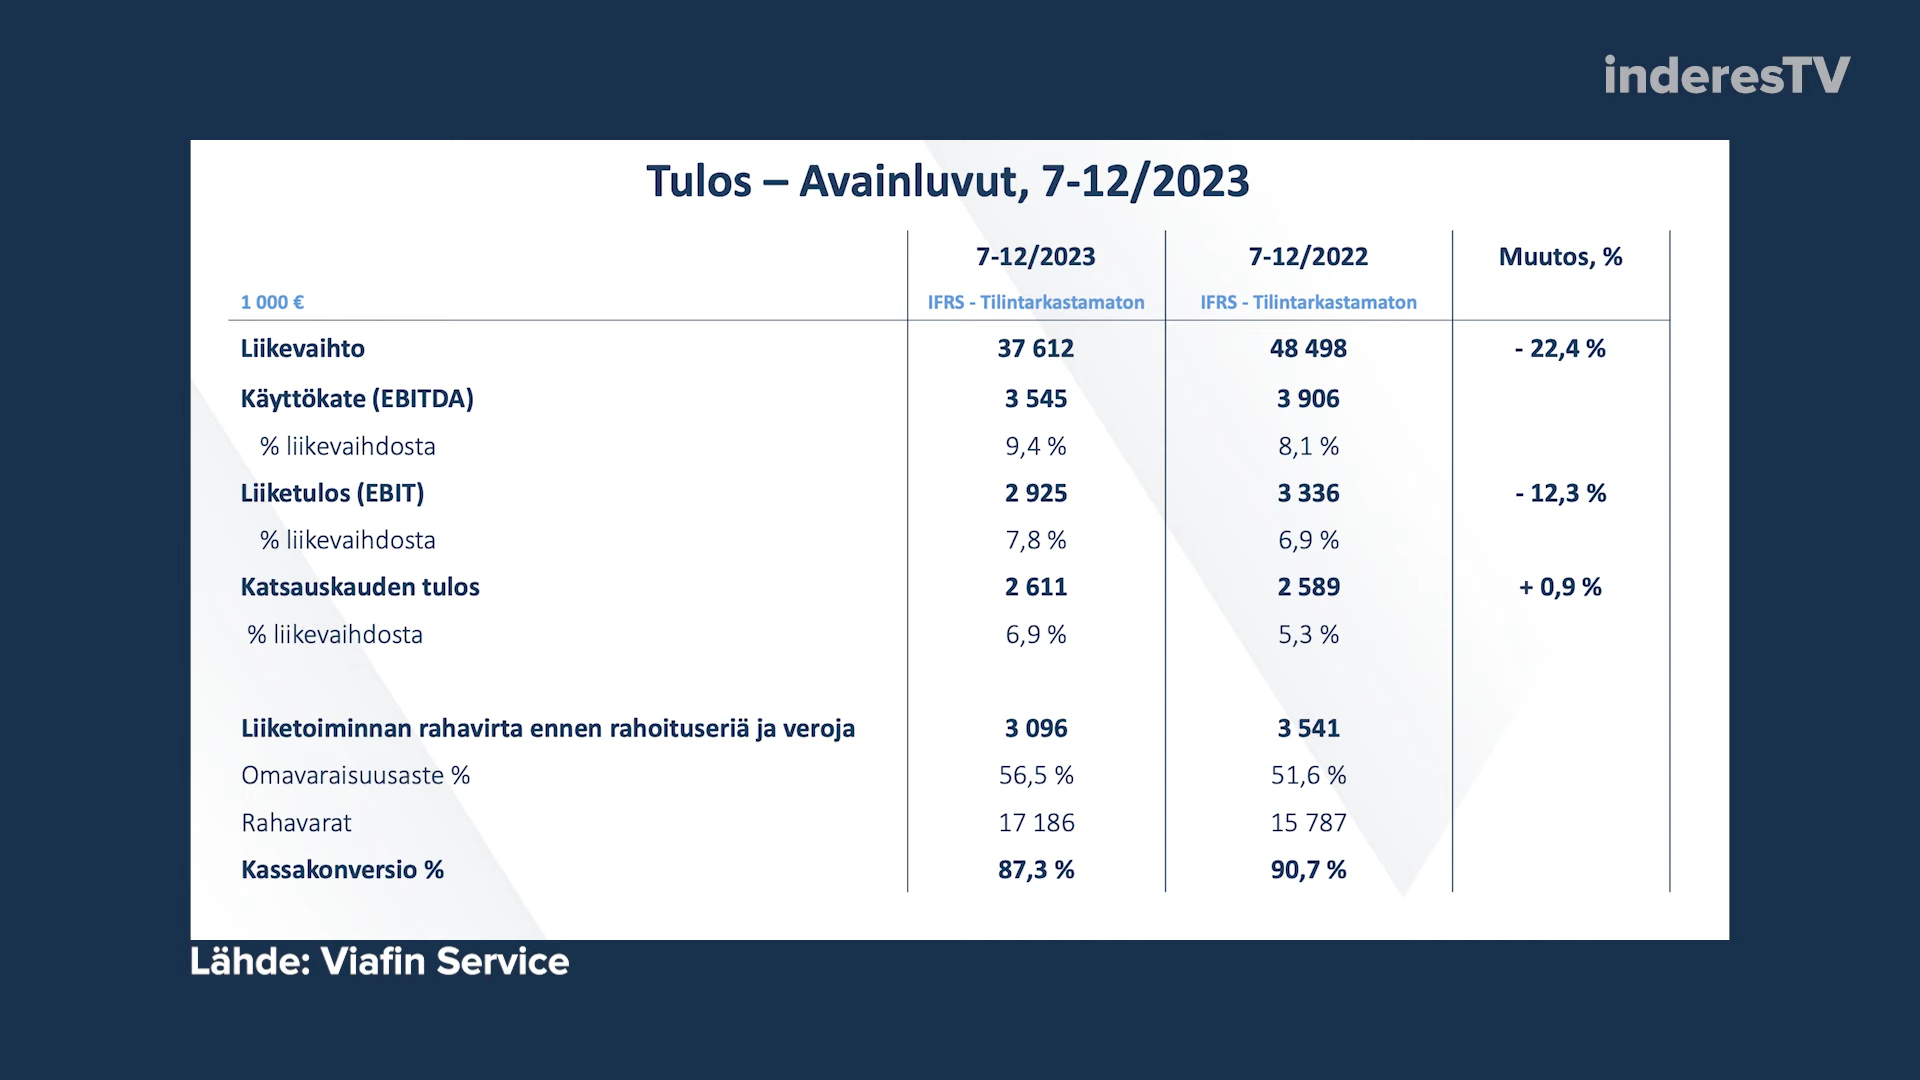 inderesTV
Tulos – Avainluvut, 7-12/2023
7-12/2023 7-12/2022 Muutos, %
1 000 € IFRS - Tilintarkastamaton IFRS - Tilintarkastamaton
Liikevaihto 37 612 48 498 - 22,4 %
Käyttökate (EBITDA) 3 545 3 906
% liikevaihdosta 9,4 % 8,1 %
Liiketulos (EBIT) 2 925 3 336 - 12,3 %
% liikevaihdosta 7,8 % 6,9 %
Katsauskauden tulos 2 611 2 589 + 0,9 %
% liikevaihdosta 6,9 % 5,3 %
Liiketoiminnan rahavirta ennen rahoituseriä ja veroja 3 096 3 541
Omavaraisuusaste % 56,5 % 51,6 %
Rahavarat 17 186 15 787
Kassakonversio % 87,3 % 90,7 %
Lähde: Viafin Service